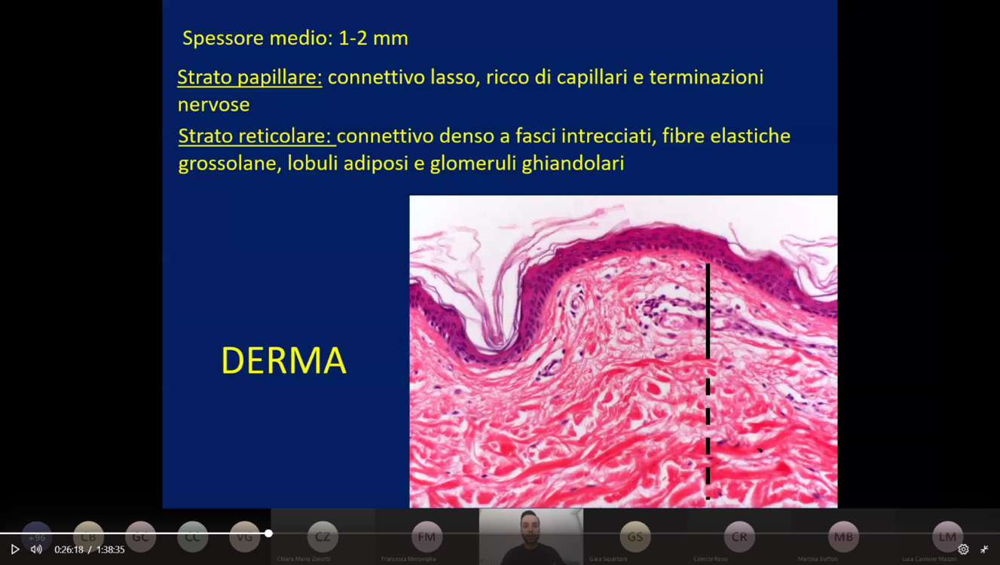 Spessore medio: 1-2 mm
Strato papillare: connettivo lasso, ricco di capillari e terminazioni
nervose
Strato reticolare: connettivo denso a fasci intrecciati, fibre elastiche
grossolane, lobuli adiposi e glomeruli ghiandolari
DERMA
+96 CB GC CC VG CZ FM GS CR MB LM
Chiara Maria Zanotti Francesca Meraviglia Gaia Squintani Celeste Rossi Martina Buffon Luca Carmine Mazzei
0:26:18 / 1:38:35